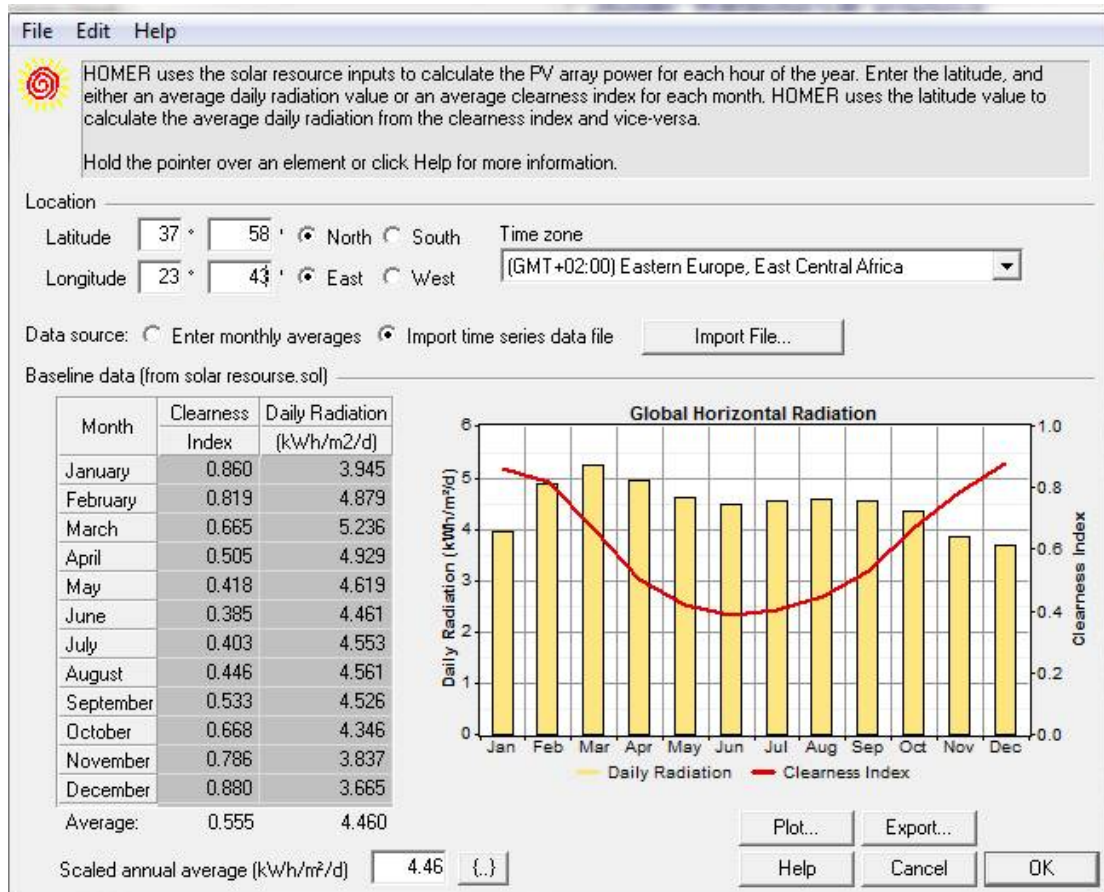 File Edit Help
HOMER uses the solar resource inputs to calculate the PV array power for each hour of the year. Enter the latitude, and
either an average daily radiation value or an average clearness index for each month. HOMER uses the latitude value to
calculate the average daily radiation from the clearness index and vice-versa.
Hold the pointer over an element or click Help for more information.
Location
Latitude 37 ° 58 ' North South Time zone
Longitude 23 ° 43 ' East West (GMT+02:00) Eastern Europe, East Central Africa
Data source: Enter monthly averages Import time series data file Import File...
Baseline data (from solar resourse.sol)
Month Clearness Daily Radiation
Index (kWh/m2/d)
January 0.860 3.945
February 0.819 4.879
March 0.665 5.236
April 0.505 4.929
May 0.418 4.619
June 0.385 4.461
July 0.403 4.553
August 0.446 4.561
September 0.533 4.526
October 0.668 4.346
November 0.786 3.837
December 0.880 3.665
Average: 0.555 4.460
Scaled annual average (kWh/m²/d) 4.46 {..}
Global Horizontal Radiation
Daily Radiation (kWh/m²/d)
6
5
4
3
2
1
0
Clearness Index
1.0
0.8
0.6
0.4
0.2
0.0
Jan Feb Mar Apr May Jun Jul Aug Sep Oct Nov Dec
Daily Radiation Clearness Index
Plot... Export...
Help Cancel OK